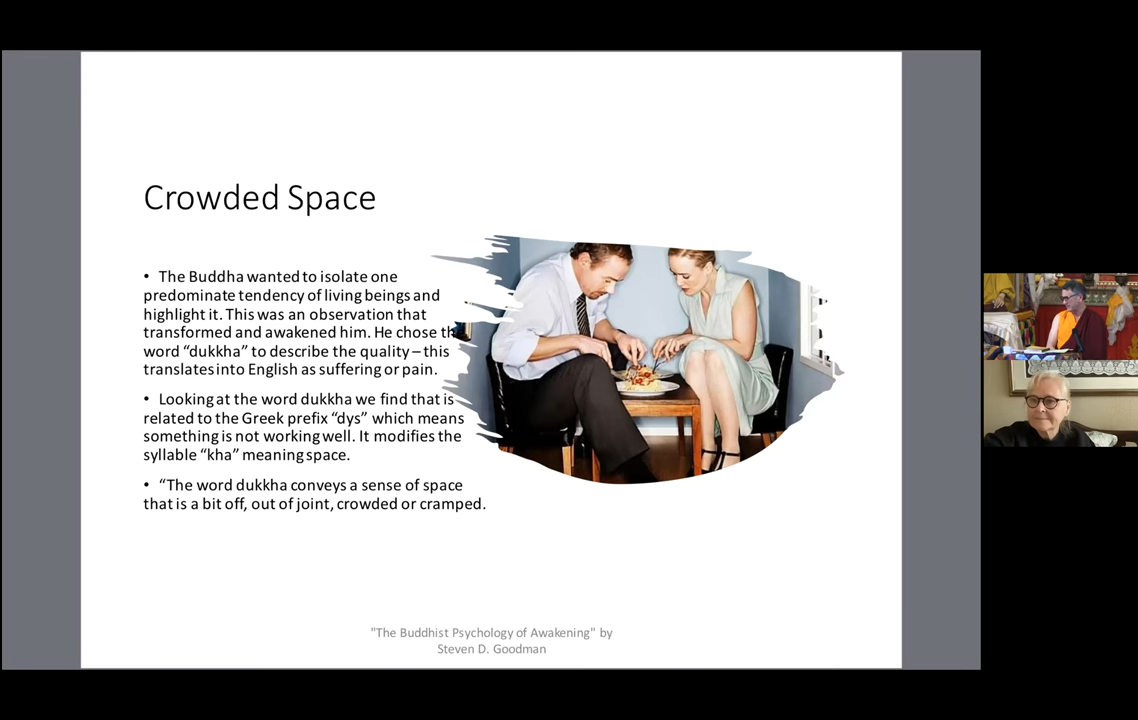 Crowded Space
• The Buddha wanted to isolate one
predominate tendency of living beings and
highlight it. This was an observation that
transformed and awakened him. He chose the
word “dukkha” to describe the quality – this
translates into English as suffering or pain.
• Looking at the word dukkha we find that is
related to the Greek prefix “dys” which means
something is not working well. It modifies the
syllable “kha” meaning space.
• “The word dukkha conveys a sense of space
that is a bit off, out of joint, crowded or cramped.
"The Buddhist Psychology of Awakening" by
Steven D. Goodman